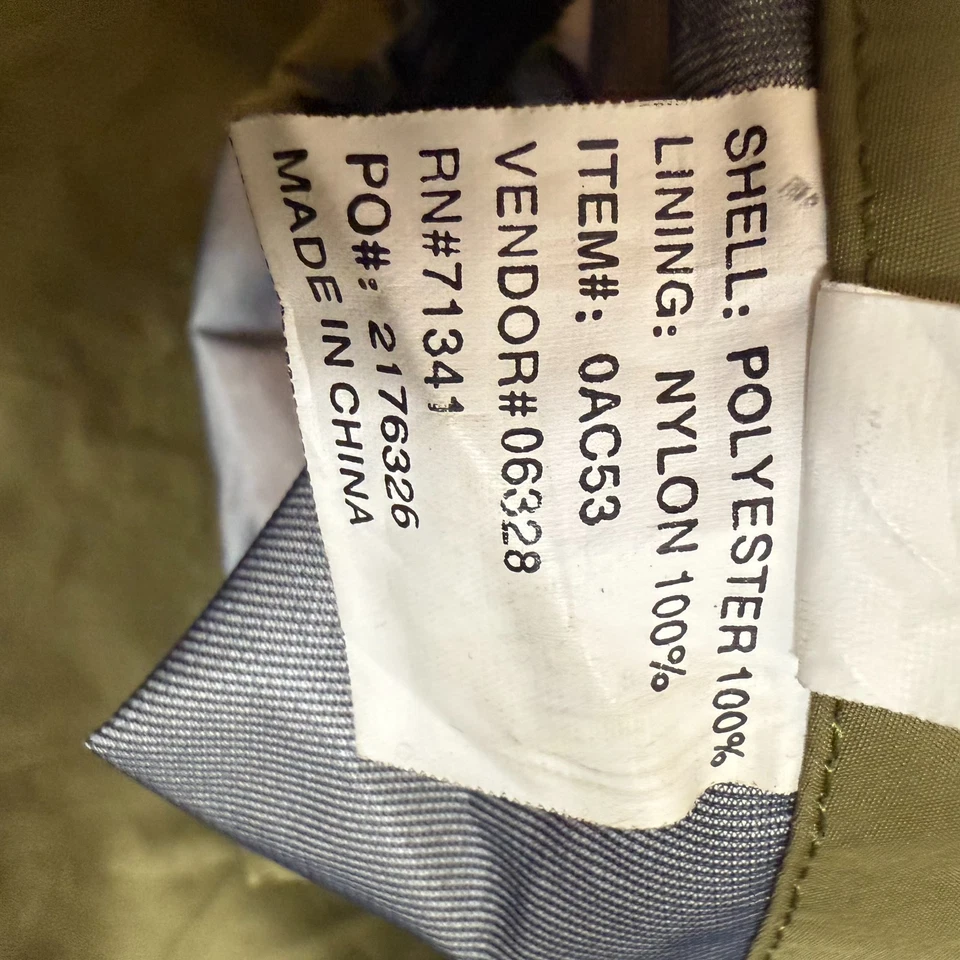 SHELL: POLYESTER 100%
LINING: NYLON 100%
ITEM#: 0AC53
VENDOR#06328
RN#71341
PO#: 2176326
MADE IN CHINA